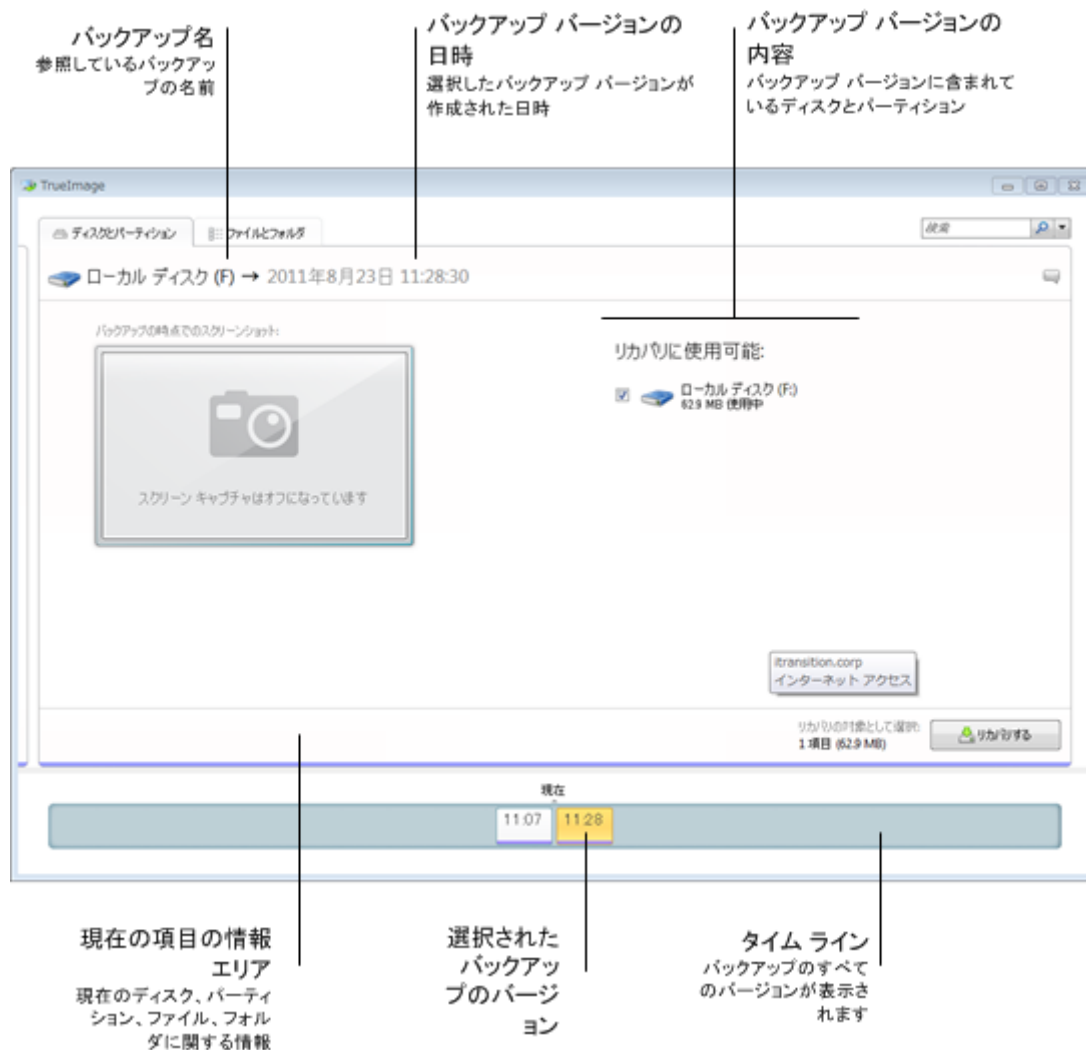 バックアップ名
参照しているバックアッ
プの名前
バックアップ バージョンの
日時
選択したバックアップ バージョンが
作成された日時
バックアップ バージョンの
内容
バックアップ バージョンに含まれて
いるディスクとパーティション
TrueImage
ディスクとパーティション
ファイルとフォルダ
検索
ローカル ディスク (F) → 2011年8月23日 11:28:30
バックアップの時点でのスクリーンショット:
スクリーン キャプチャはオフになっています
リカバリに使用可能:
ローカル ディスク (F:)
62.9 MB 使用中
itransition.corp
インターネット アクセス
リカバリの対象として選択:
1 項目 (62.9 MB)
リカバリする
現在
11:07
11:28
現在の項目の情報
エリア
現在のディスク、パーティ
ション、ファイル、フォル
ダに関する情報
選択された
バックアッ
プのバージ
ョン
タイム ライン
バックアップのすべて
のバージョンが表示さ
れます